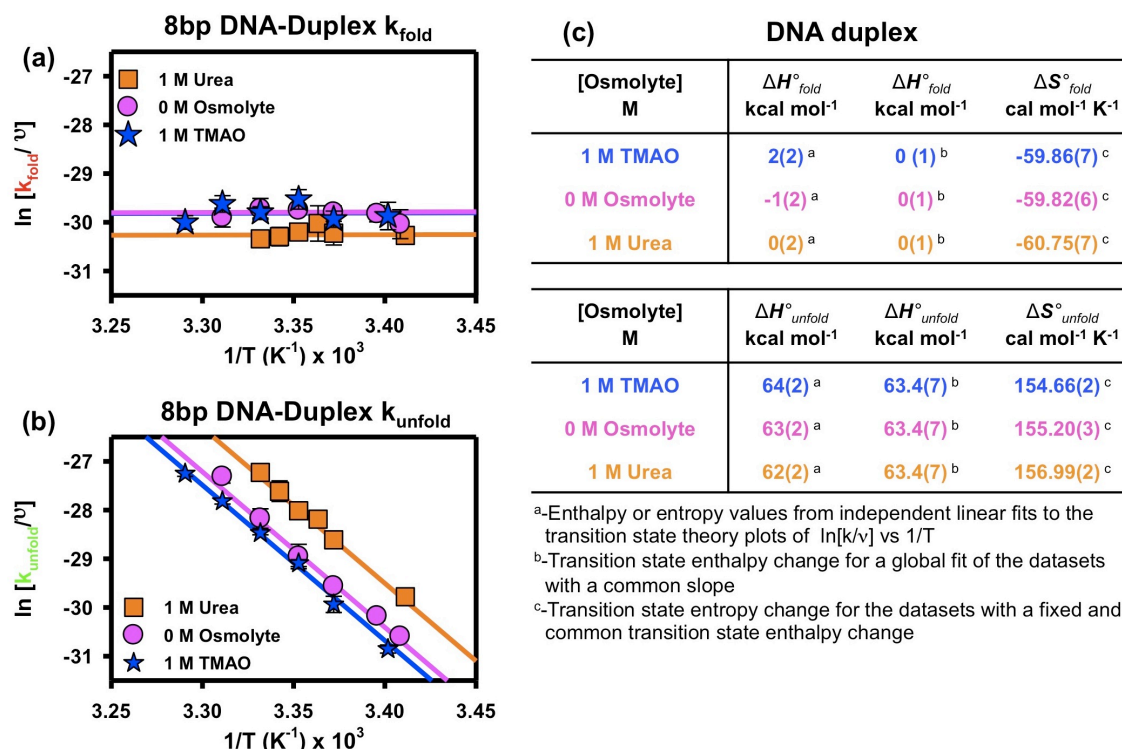 8bp DNA-Duplex kfold
(a)
1 M Urea
0 M Osmolyte
1 M TMAO
ln [kfold/ υ]
-27
-28
-29
-30
-31
3.25 3.30 3.35 3.40 3.45
1/T (K-1) x 103
(b)
8bp DNA-Duplex kunfold
ln [kunfold/υ]
-27
-28
-29
-30
-31
1 M Urea
0 M Osmolyte
1 M TMAO
3.25 3.30 3.35 3.40 3.45
1/T (K-1) x 103
(c) DNA duplex
[Osmolyte] ΔH°fold ΔH°fold ΔS°fold
M kcal mol-1 kcal mol-1 cal mol-1 K-1
1 M TMAO 2(2) a 0 (1) b -59.86(7) c
0 M Osmolyte -1(2) a 0(1) b -59.82(6) c
1 M Urea 0(2) a 0(1) b -60.75(7) c
[Osmolyte] ΔH°unfold ΔH°unfold ΔS°unfold
M kcal mol-1 kcal mol-1 cal mol-1 K-1
1 M TMAO 64(2) a 63.4(7) b 154.66(2) c
0 M Osmolyte 63(2) a 63.4(7) b 155.20(3) c
1 M Urea 62(2) a 63.4(7) b 156.99(2) c
a-Enthalpy or entropy values from independent linear fits to the
transition state theory plots of ln[k/ν] vs 1/T
b-Transition state enthalpy change for a global fit of the datasets
with a common slope
c-Transition state entropy change for the datasets with a fixed and
common transition state enthalpy change